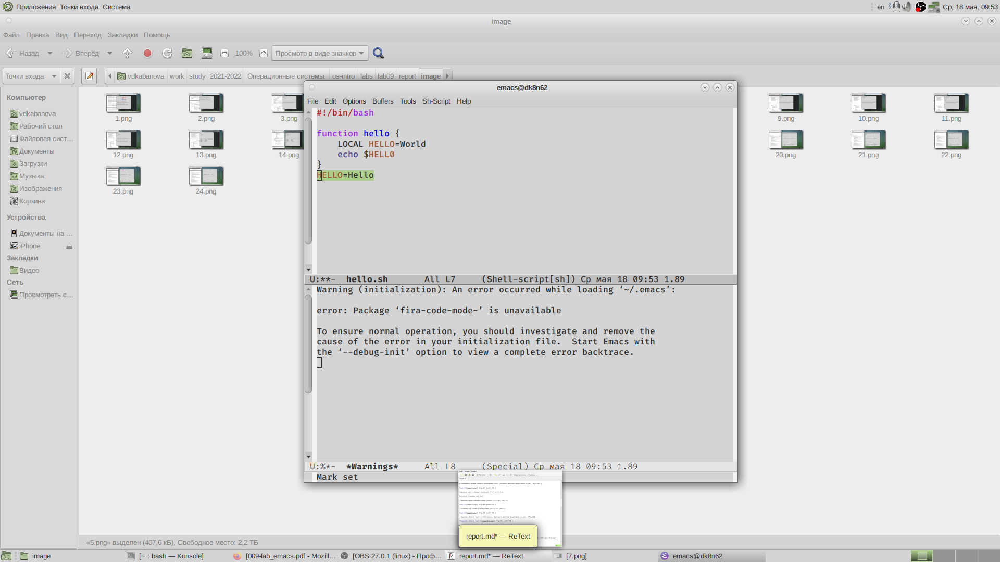 Приложения Точки входа Система
en
Ср, 18 мая, 09:53
image
Файл Правка Вид Переход Закладки Помощь
Назад Вперёд 100% Просмотр в виде значков
Точки входа vdkabanova work study 2021-2022 Операционные системы os-intro labs lab09 report image
Компьютер
vdkabanova
Рабочий стол
Файловая сист...
Документы
Загрузки
Музыка
Изображения
Корзина
Устройства
Документы на ...
iPhone
Закладки
Видео
Сеть
Просмотреть с...
1.png 2.png 3.png 9.png 10.png 11.png
12.png 13.png 14.png 20.png 21.png 22.png
23.png 24.png
emacs@dk8n62
File Edit Options Buffers Tools Sh-Script Help
#!/bin/bash
function hello {
LOCAL HELLO=World
echo $HELL0
}
HELLO=Hello
U:**- hello.sh All L7 (Shell-script[sh]) Ср мая 18 09:53 1.89
Warning (initialization): An error occurred while loading ‘~/.emacs’:
error: Package ‘fira-code-mode-’ is unavailable
To ensure normal operation, you should investigate and remove the
cause of the error in your initialization file.  Start Emacs with
the ‘--debug-init’ option to view a complete error backtrace.
U:%*- *Warnings* All L8 (Special) Ср мая 18 09:53 1.89
Mark set
report.md* — ReText
«5.png» выделен (407,6 кБ), Свободное место: 2,2 ТБ
image [~ : bash — Konsole] [009-lab_emacs.pdf - Mozill... [OBS 27.0.1 (linux) - Проф... report.md* — ReText [7.png] emacs@dk8n62